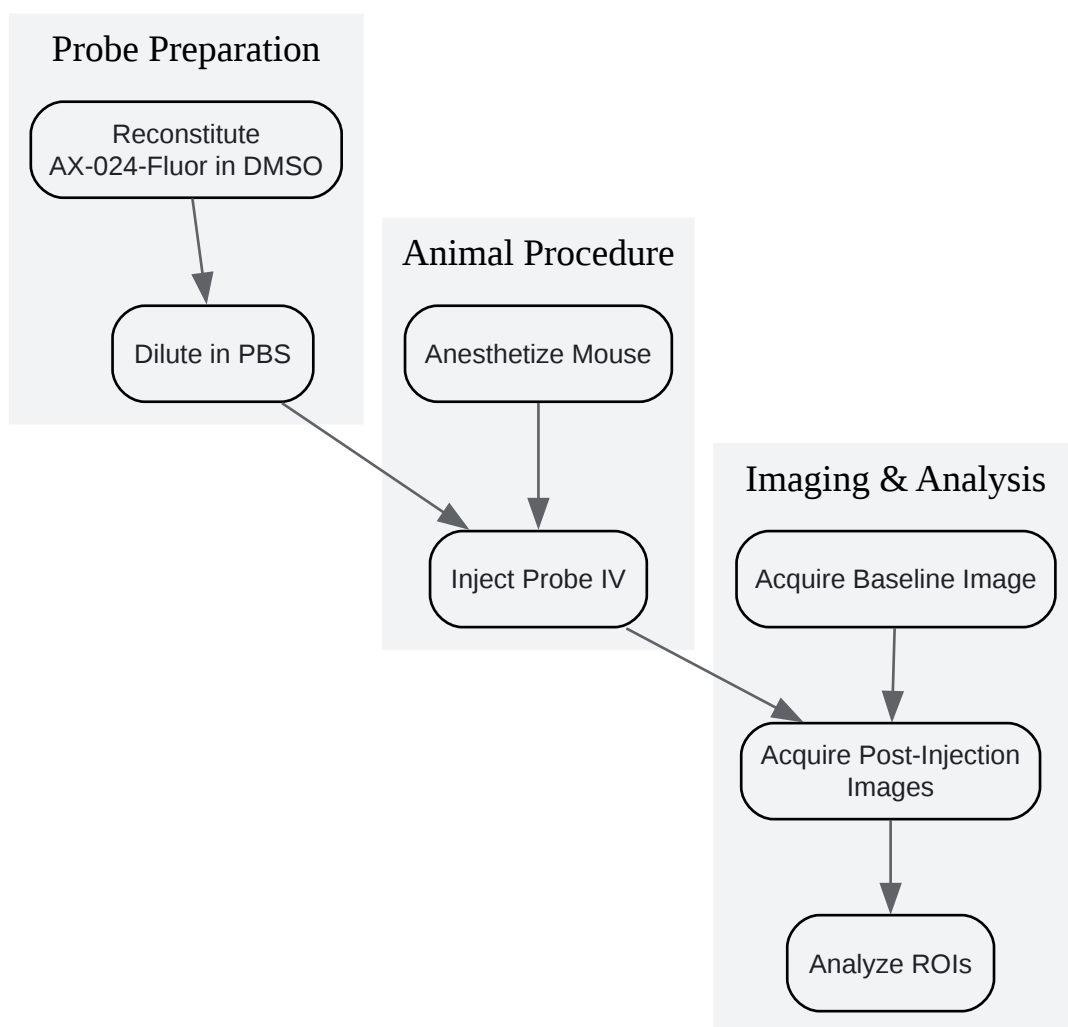 Probe Preparation
Reconstitute
AX-024-Fluor in DMSO
Dilute in PBS
Animal Procedure
Anesthetize Mouse
Inject Probe IV
Imaging & Analysis
Acquire Baseline Image
Acquire Post-Injection
Images
Analyze ROIs